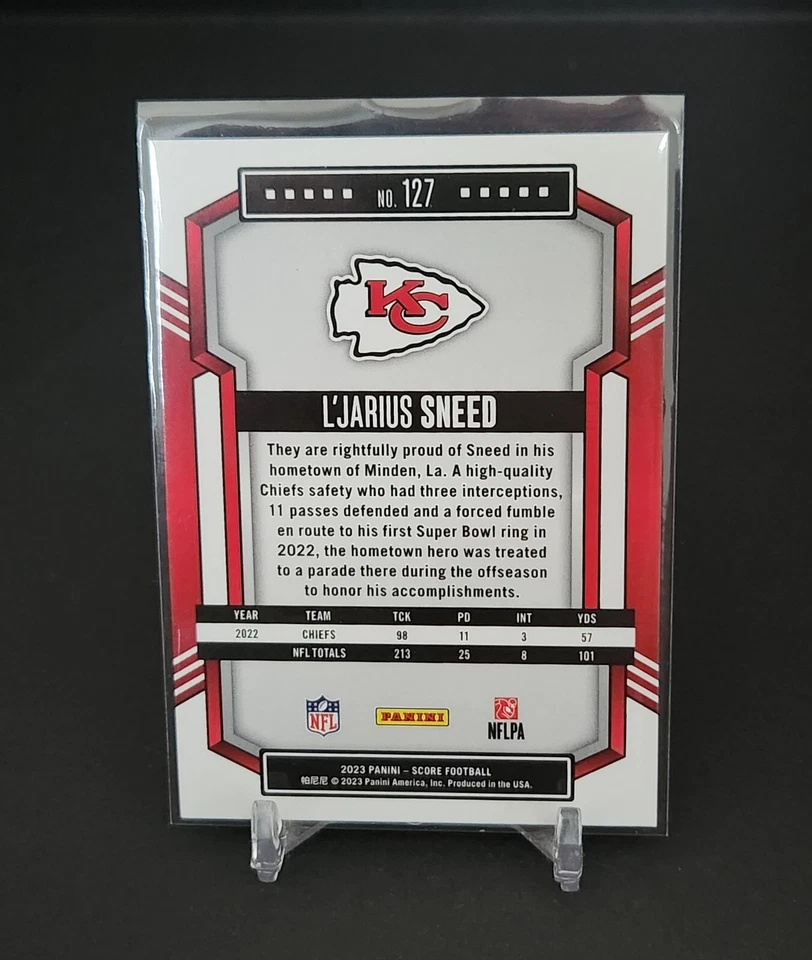 NO. 127
KC
L'JARIUS SNEED
They are rightfully proud of Sneed in his
hometown of Minden, La. A high-quality
Chiefs safety who had three interceptions,
11 passes defended and a forced fumble
en route to his first Super Bowl ring in
2022, the hometown hero was treated
to a parade there during the offseason
to honor his accomplishments.
YEAR TEAM TCK PD INT YDS
2022 CHIEFS 98 11 3 57
NFL TOTALS 213 25 8 101
NFL PANINI NFLPA
2023 PANINI – SCORE FOOTBALL
帕尼尼 © 2023 Panini America, Inc. Produced in the USA.